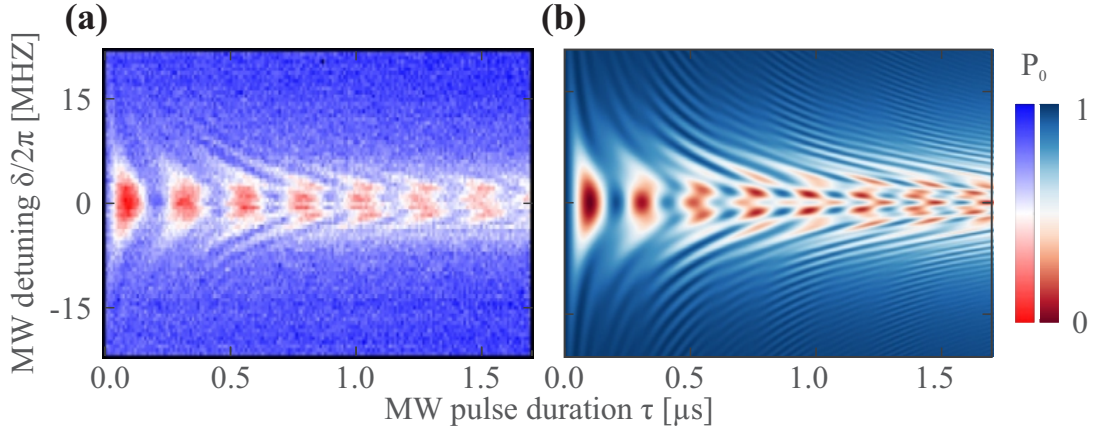 (a)
(b)
MW detuning δ/2π [MHZ]
15
0
-15
0.0
0.5
1.0
1.5
0.0
0.5
1.0
1.5
MW pulse duration τ [µs]
P₀
1
0